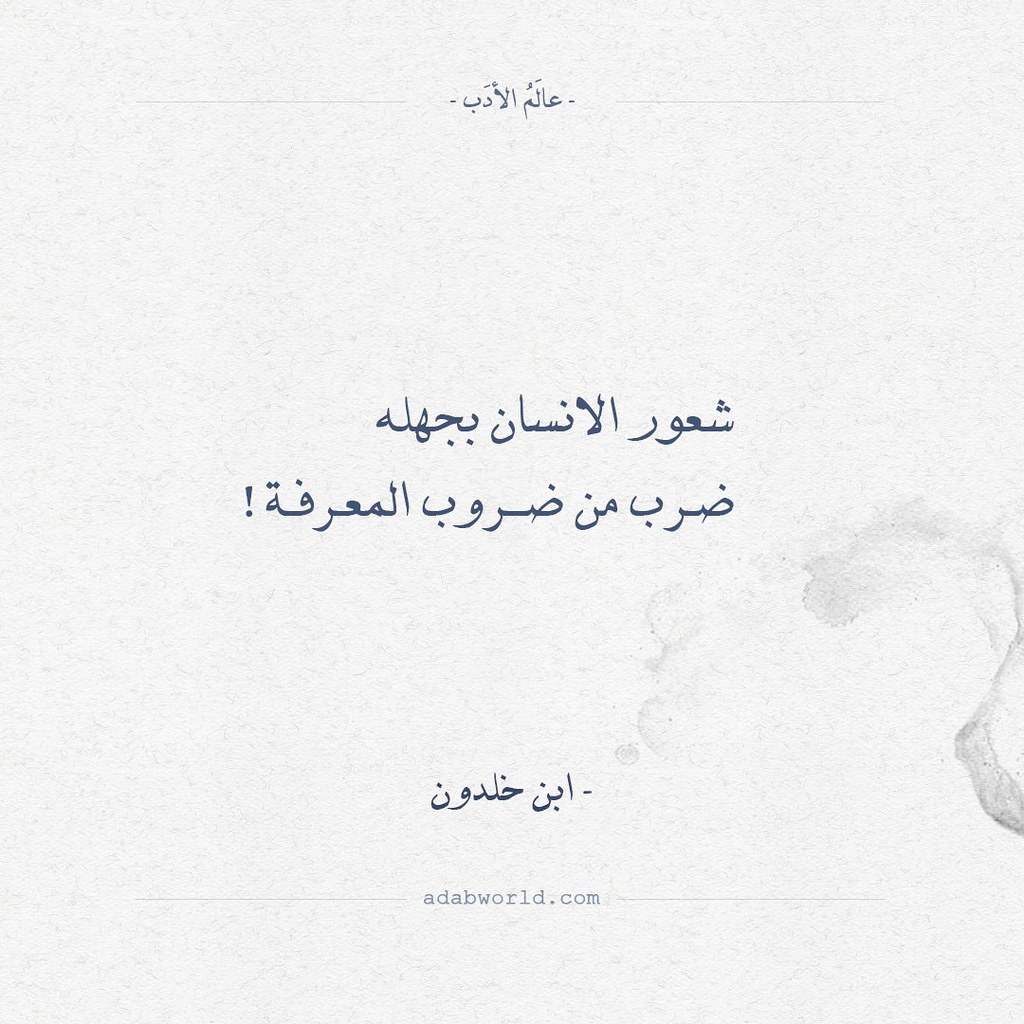 - عالَمُ الأدَب -
شعور الانسان بجهله
ضرب من ضروب المعرفة !
- ابن خلدون
adabworld.com